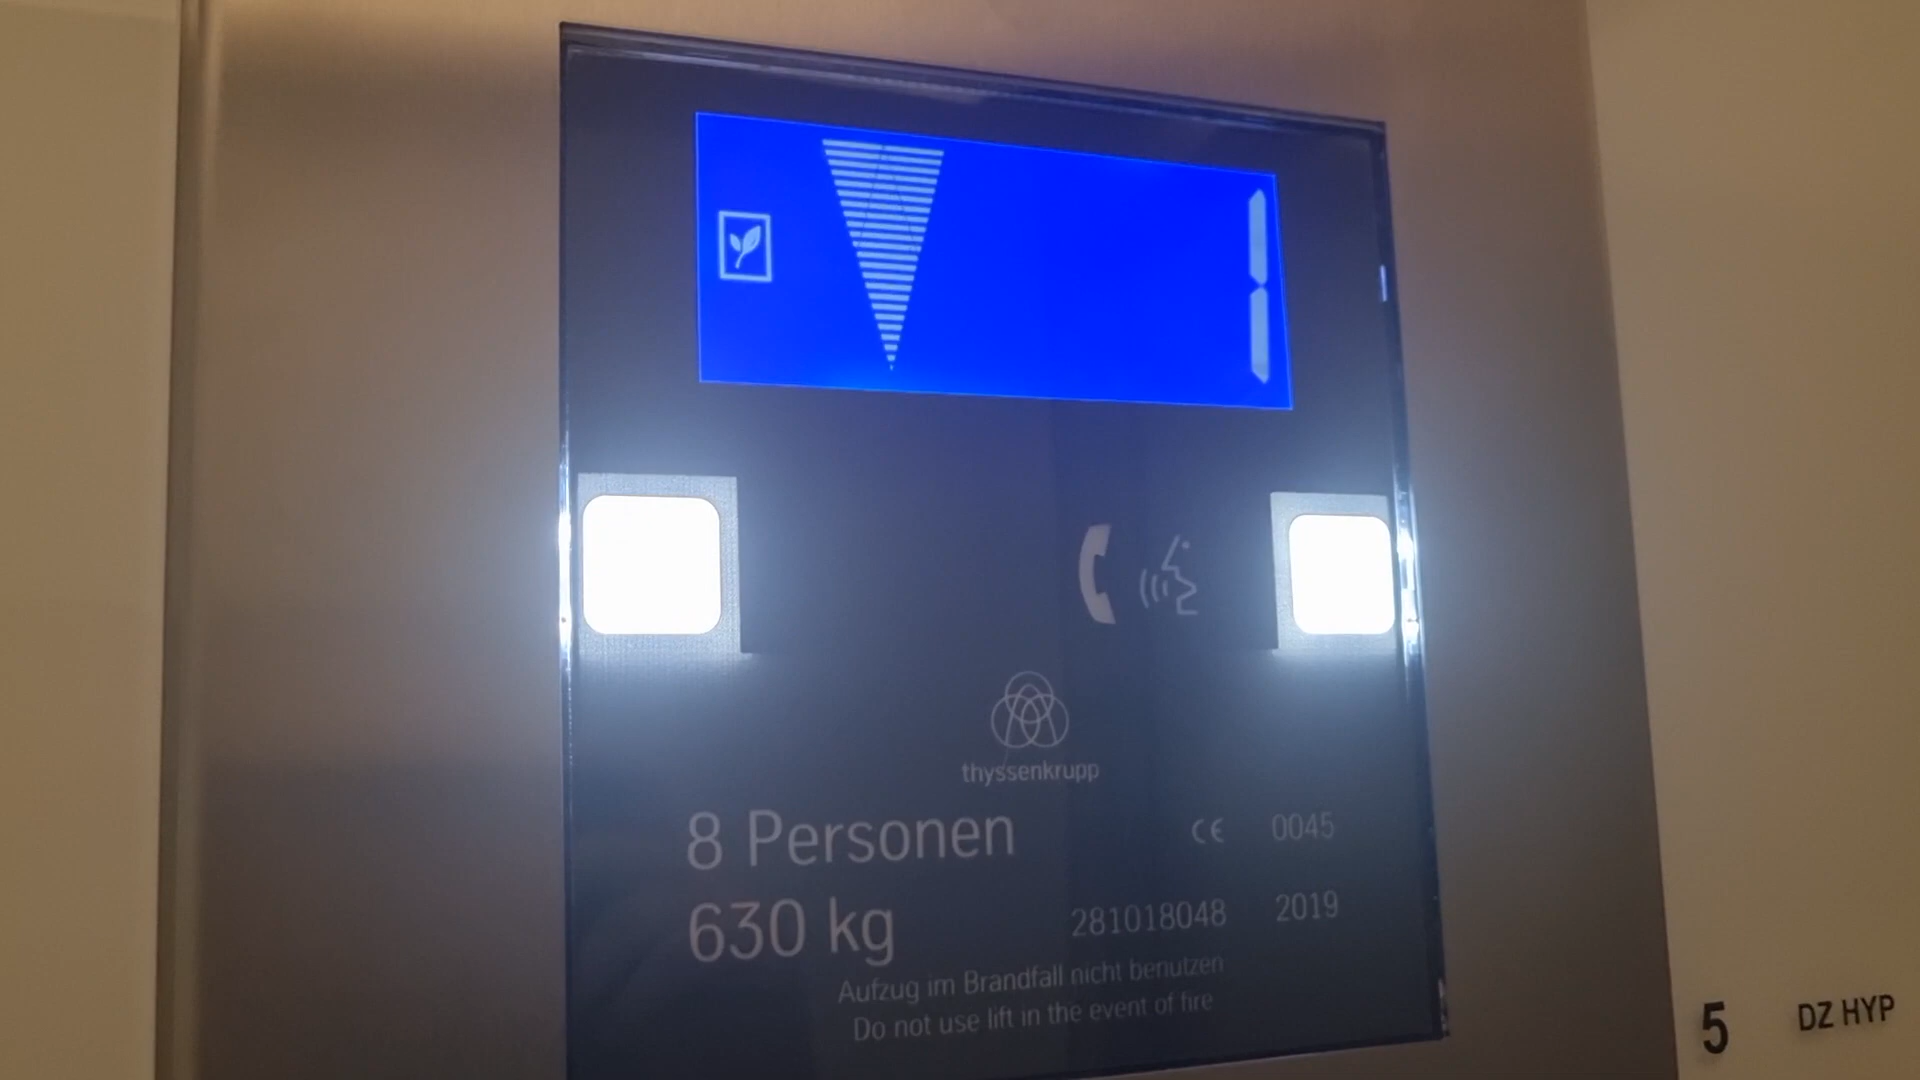 1
thyssenkrupp
8 Personen
CE 0045
630 kg
281018048 2019
Aufzug im Brandfall nicht benutzen
Do not use lift in the event of fire
5 DZ HYP